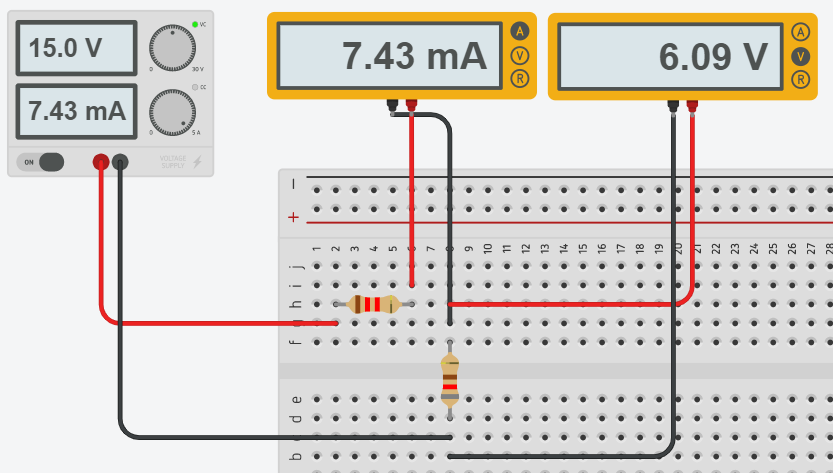 15.0 V
VC
0 30 V
7.43 mA
CC
0 5 A
ON
VOLTAGE
SUPPLY
7.43 mA
A
V
R
6.09 V
A
V
R
−
+
1 2 3 4 5 6 7 8 9 10 11 12 13 14 15 16 17 18 19 20 21 22 23 24 25 26 27 28
j
i
h
g
f
e
d
b